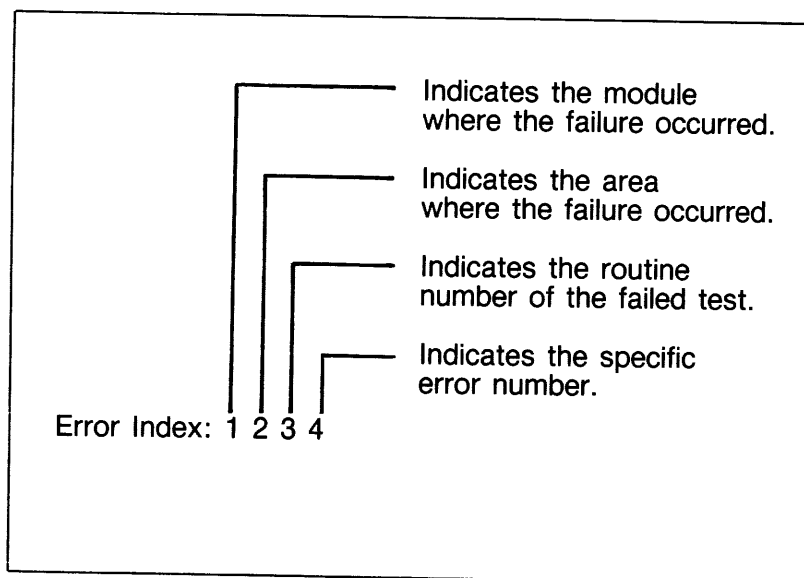 Indicates the module
where the failure occurred.
Indicates the area
where the failure occurred.
Indicates the routine
number of the failed test.
Indicates the specific
error number.
Error Index: 1 2 3 4